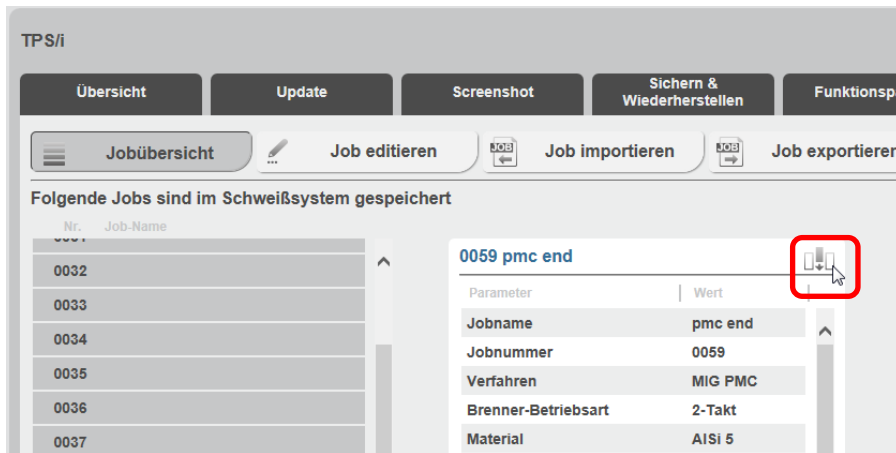 TPS/i
Übersicht
Update
Screenshot
Sichern &
Wiederherstellen
Jobübersicht
Job editieren
JOB
Job importieren
JOB
Job exportieren
Folgende Jobs sind im Schweißsystem gespeichert
Nr. Job-Name
0032
0033
0034
0035
0036
0037
0059 pmc end
Parameter Wert
Jobname pmc end
Jobnummer 0059
Verfahren MIG PMC
Brenner-Betriebsart 2-Takt
Material AlSi 5